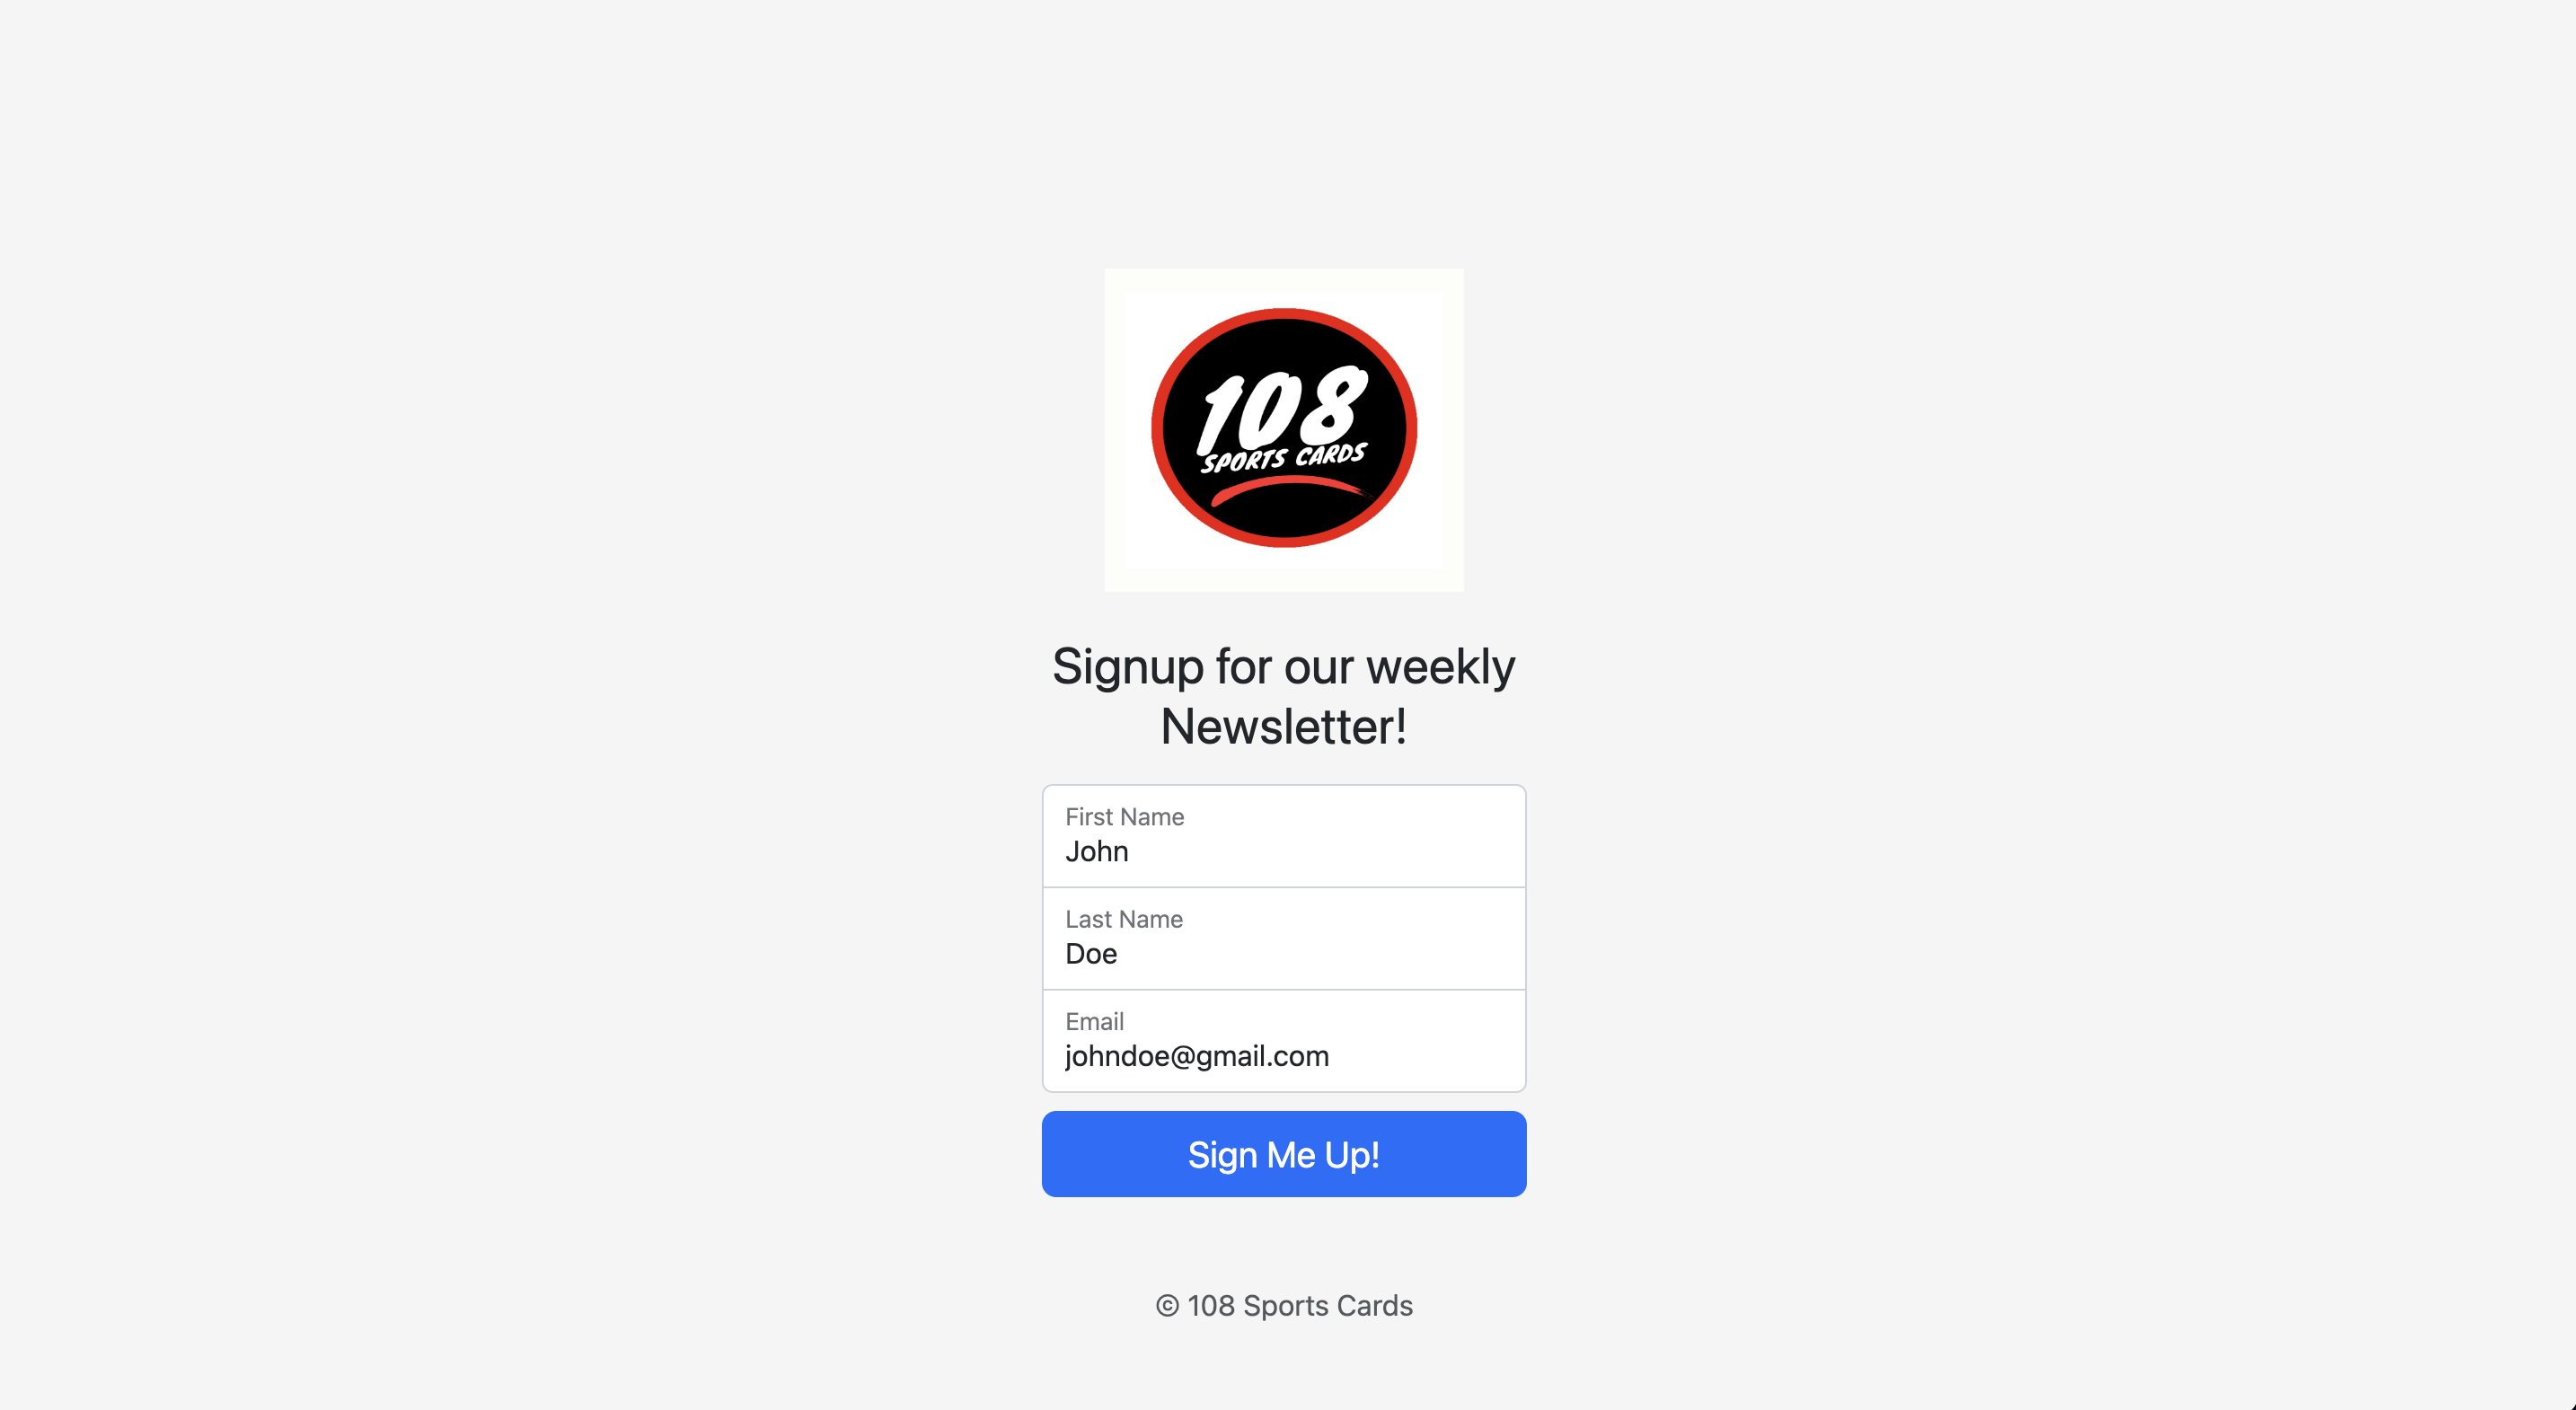 108
SPORTS CARDS
Signup for our weekly
Newsletter!
First Name
John
Last Name
Doe
Email
johndoe@gmail.com
Sign Me Up!
© 108 Sports Cards